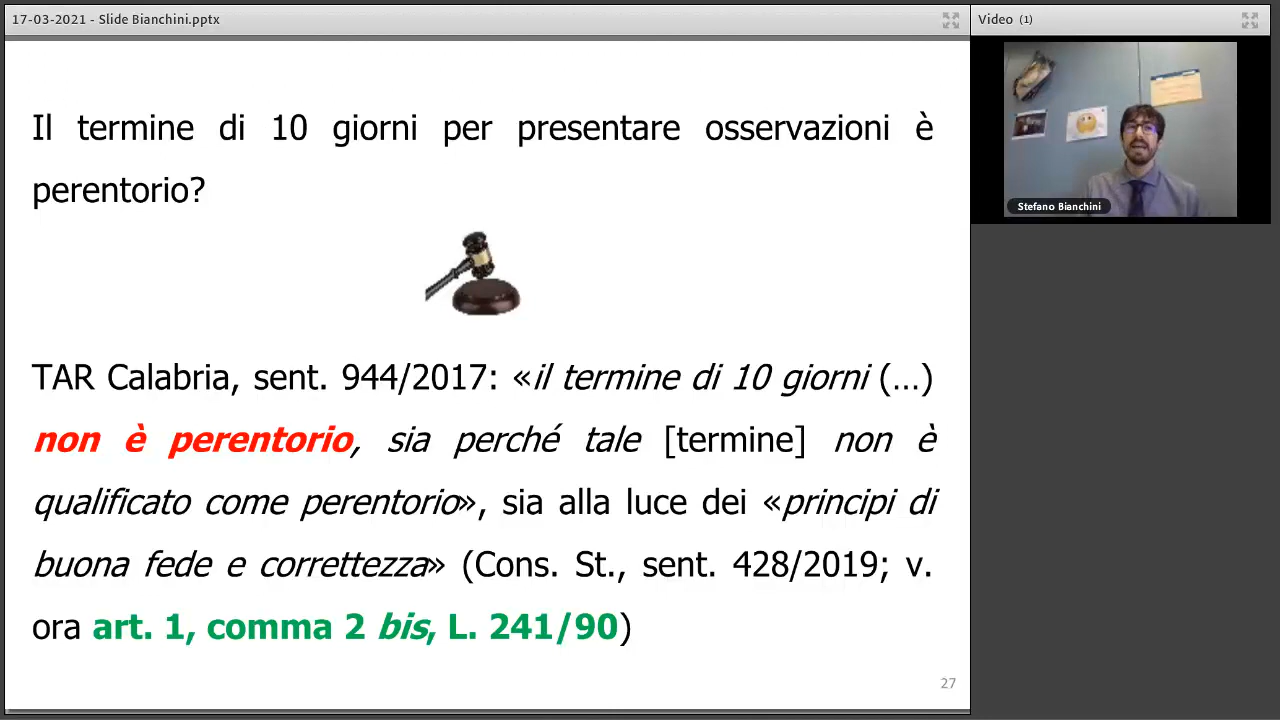 17-03-2021 - Slide Bianchini.pptx
Video (1)
Stefano Bianchini
Il termine di 10 giorni per presentare osservazioni è
perentorio?
TAR Calabria, sent. 944/2017: «il termine di 10 giorni (…)
non è perentorio, sia perché tale [termine] non è
qualificato come perentorio», sia alla luce dei «principi di
buona fede e correttezza» (Cons. St., sent. 428/2019; v.
ora art. 1, comma 2 bis, L. 241/90)
27